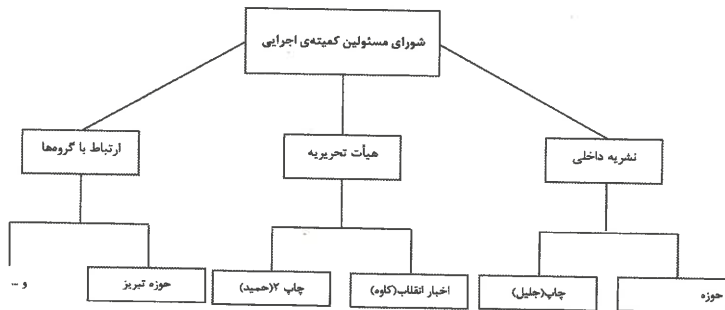 شورای مسئولین کمیته‌ی اجرایی
نشریه داخلی
هیأت تحریریه
ارتباط با گروه‌ها
حوزه
چاپ(جلیل)
اخبار انقلاب(کاوه)
چاپ ۲(حمید)
حوزه تبریز
و ...